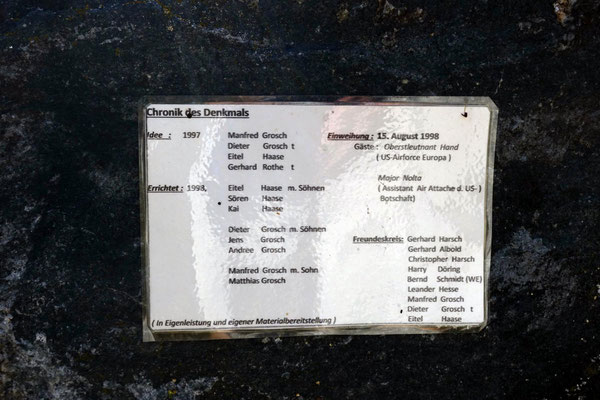 Chronik des Denkmals
Idee : 1997 Manfred Grosch
Dieter Grosch t
Eitel Haase
Gerhard Rothe t
Errichtet : 1998, Eitel Haase m. Söhnen
Sören Haase
Kai Haase
Dieter Grosch m. Söhnen
Jens Grosch
Andree Grosch
Manfred Grosch m. Sohn
Matthias Grosch
( In Eigenleistung und eigener Materialbereitstellung )
Einweihung : 15. August 1998
Gäste : Oberstleutnant Hand
( US-Airforce Europa )
Major Nolta
( Assistant Air Attache d. US- )
Botschaft)
Freundeskreis: Gerhard Harsch
Gerhard Albold
Christopher Harsch
Harry Döring
Bernd Schmidt (WE)
Leander Hesse
Manfred Grosch
Dieter Grosch t
Eitel Haase